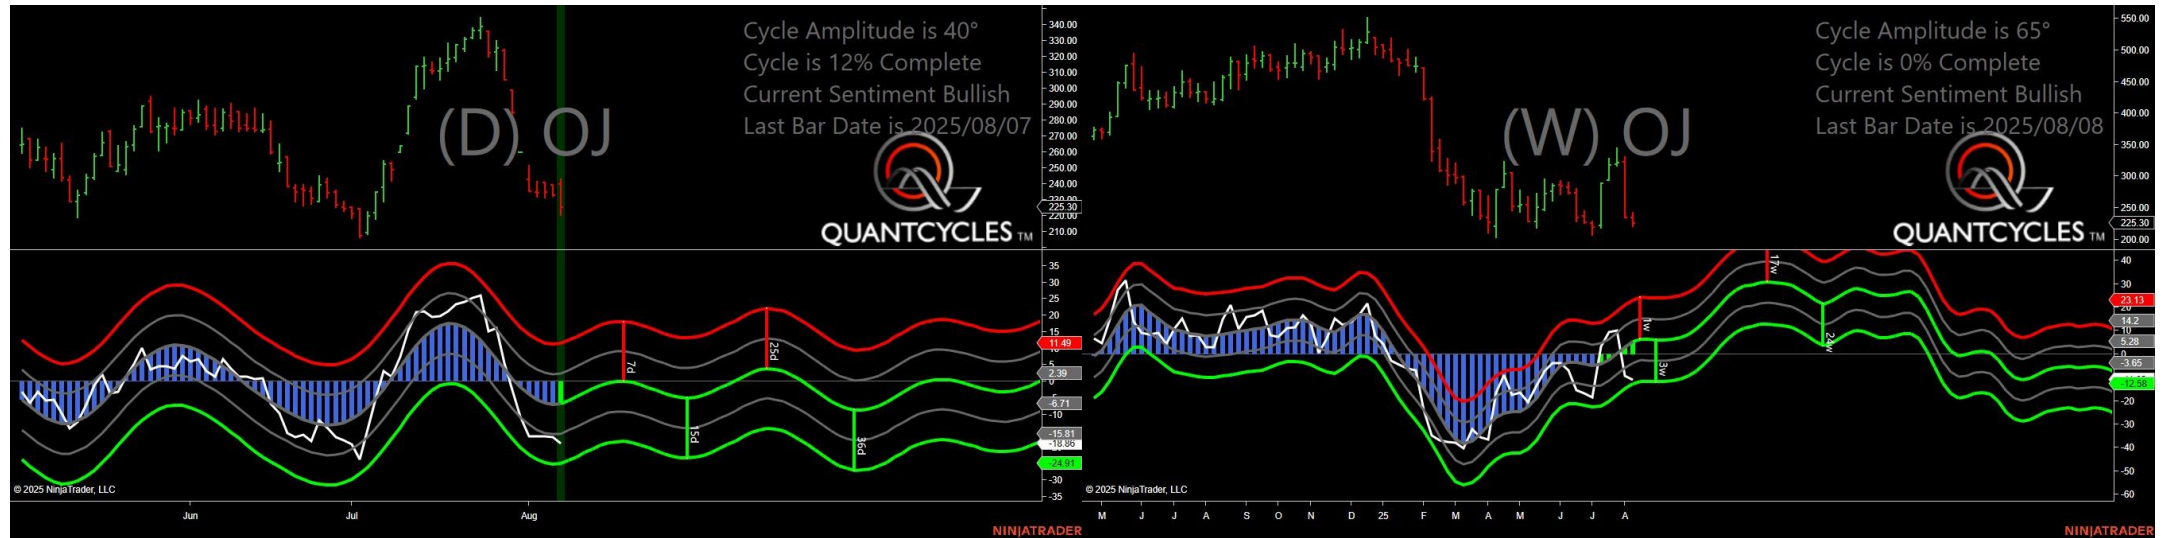 Cycle Amplitude is 40°
Cycle is 12% Complete
Current Sentiment Bullish
Last Bar Date is 2025/08/07
(D) OJ
QUANTCYCLES TM
340.00
330.00
320.00
310.00
300.00
290.00
280.00
270.00
260.00
250.00
240.00
225.30
220.00
210.00
7d
15d
25d
36d
35
30
25
20
15
11.49
2.39
0
-6.71
-10
-15.81
-18.86
-24.91
-30
-35
© 2025 NinjaTrader, LLC
Jun
Jul
Aug
NINJATRADER
Cycle Amplitude is 65°
Cycle is 0% Complete
Current Sentiment Bullish
Last Bar Date is 2025/08/08
(W) OJ
QUANTCYCLES TM
550.00
500.00
450.00
400.00
350.00
300.00
250.00
225.30
200.00
1w
3w
17w
24w
40
30
23.13
14.2
5.28
0
-3.65
-12.58
-20
-30
-40
-50
-60
© 2025 NinjaTrader, LLC
M J J A S O N D 25 F M A M J J A
NINJATRADER